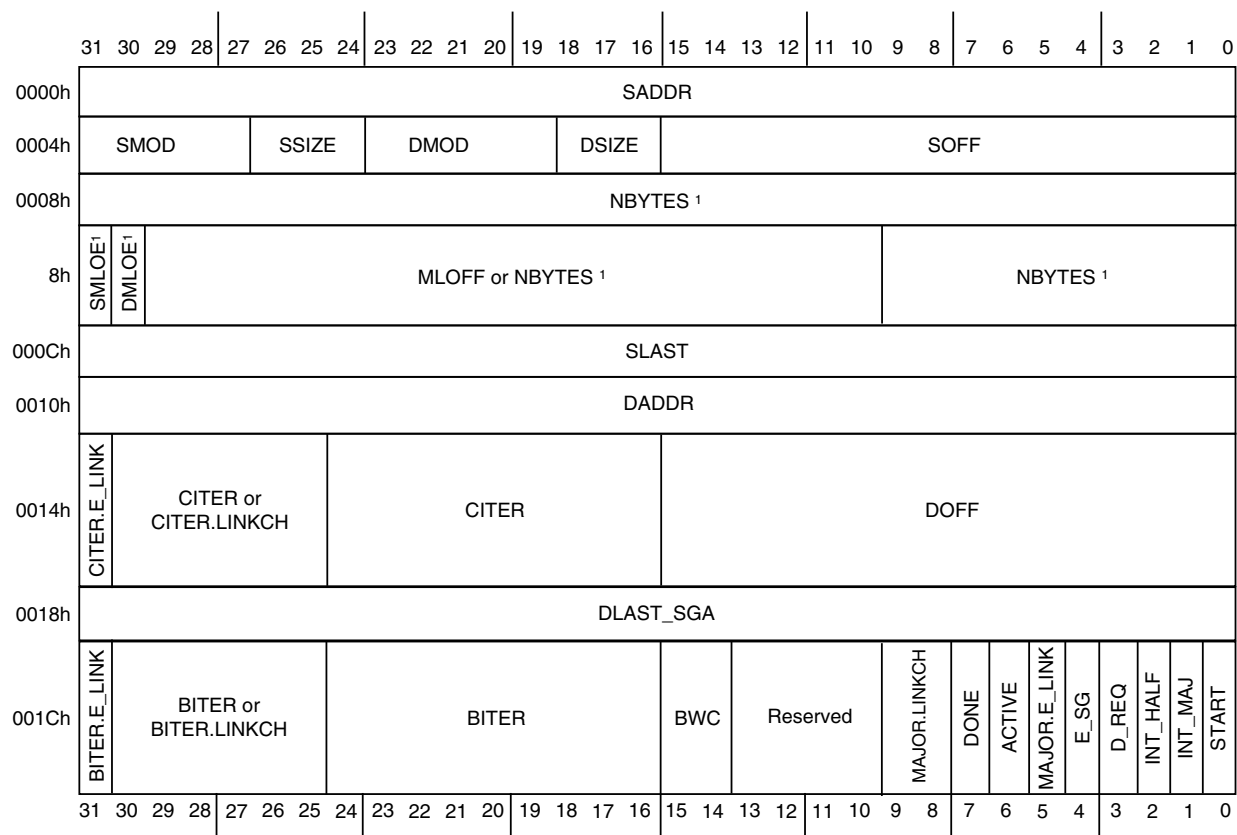 31 30 29 28 27 26 25 24 23 22 21 20 19 18 17 16 15 14 13 12 11 10 9 8 7 6 5 4 3 2 1 0
0000h SADDR
0004h SMOD SSIZE DMOD DSIZE SOFF
0008h NBYTES ¹
8h SMLOE¹ DMLOE¹ MLOFF or NBYTES ¹ NBYTES ¹
000Ch SLAST
0010h DADDR
0014h CITER.E_LINK CITER or
CITER.LINKCH CITER DOFF
0018h DLAST_SGA
001Ch BITER.E_LINK BITER or
BITER.LINKCH BITER BWC Reserved MAJOR.LINKCH DONE ACTIVE MAJOR.E_LINK E_SG D_REQ INT_HALF INT_MAJ START
31 30 29 28 27 26 25 24 23 22 21 20 19 18 17 16 15 14 13 12 11 10 9 8 7 6 5 4 3 2 1 0